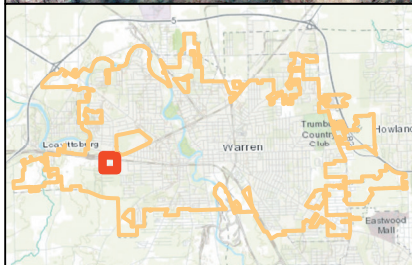 5
Leavittsburg
Warren
Trumbull
Country
Club
Howland
Eastwood
Mall